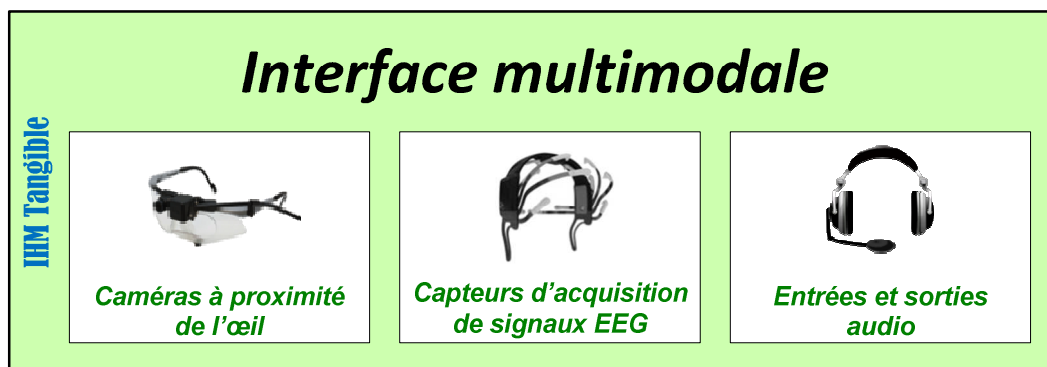 Interface multimodale
IHM Tangible
Caméras à proximité
de l'œil
Capteurs d'acquisition
de signaux EEG
Entrées et sorties
audio